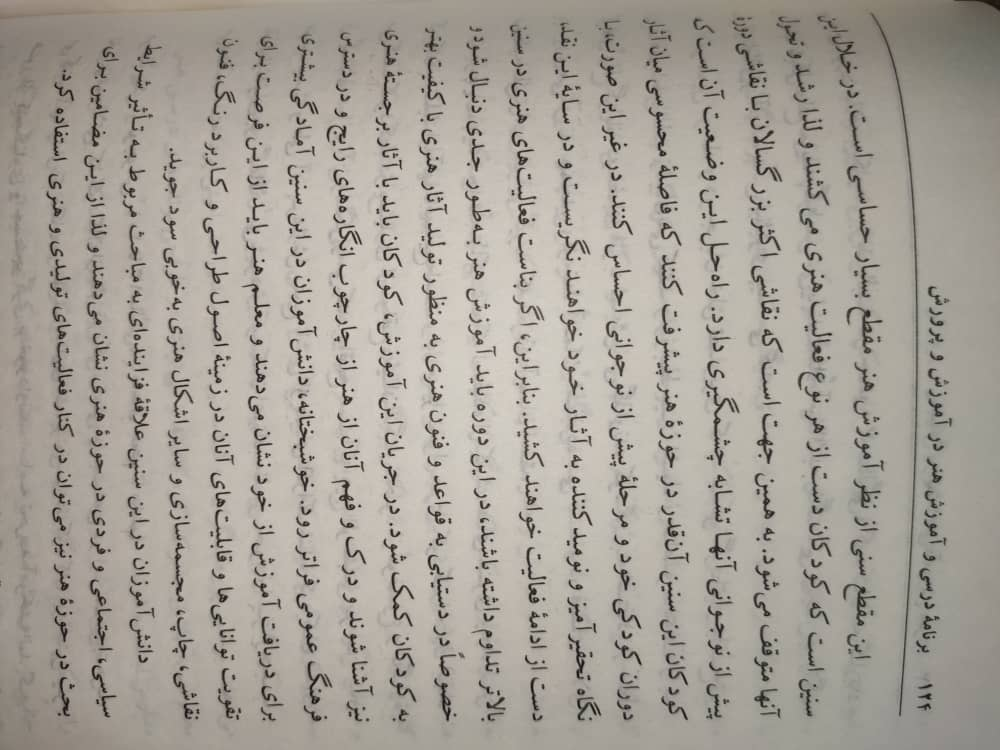 ۱۲۴ برنامهٔ درسی و آموزش هنر در آموزش و پرورش
این مقطع سنی از نظر آموزش هنر مقطع بسیار حساسی است. در خلال این
سنین است که کودکان دست از هر نوع فعالیت هنری می‌کشند و لذا رشد و تحول
آنها متوقف می‌شود. به همین جهت است که نقاشی اکثر بزرگسالان با نقاشی دورهٔ
پیش از نوجوانی آنها تشابه چشمگیری دارد. راه‌حل این وضعیت آن است که
کودکان این سنین آن‌قدر در حوزهٔ هنر پیشرفت کنند که فاصلهٔ محسوسی میان آثار
دوران کودکی خود و مرحلهٔ پیش از نوجوانی احساس کنند. در غیر این صورت، با
نگاه تحقیرآمیز و نومیدکننده به آثار خود خواهند نگریست و در سایهٔ این نقد،
دست از ادامهٔ فعالیت خواهند کشید. بنابراین، اگر بناست فعالیت‌های هنری در سنین
بالاتر تداوم داشته باشند، در این دوره باید آموزش هنر به‌طور جدی دنبال شود و
خصوصاً در دستیابی به قواعد و فنون هنری به منظور تولید آثار هنری با کیفیت بهتر
به کودکان کمک شود. در جریان این آموزش، کودکان باید با آثار برجستهٔ هنری
نیز آشنا شوند و درک و فهم آنان از هنر از چارچوب انگاره‌های رایج و در دسترس
فرهنگ عمومی فراتر رود. خوشبختانه، دانش‌آموزان در این سنین آمادگی بیشتری
برای دریافت آموزش از خود نشان می‌دهند و معلم هنر باید از این فرصت برای
تقویت توانایی‌ها و قابلیت‌های آنان در زمینهٔ اصول طراحی و کاربرد رنگ، فنون
نقاشی، چاپ، مجسمه‌سازی و سایر اشکال هنری به‌خوبی سود جوید.
دانش‌آموزان در این سنین علاقهٔ فزاینده‌ای به مباحث مربوط به تأثیر شرایط
سیاسی، اجتماعی و فردی در حوزهٔ هنری نشان می‌دهند و لذا از این مضامین برای
بحث در حوزهٔ هنر نیز می‌توان در کنار فعالیت‌های تولیدی و هنری استفاده کرد.